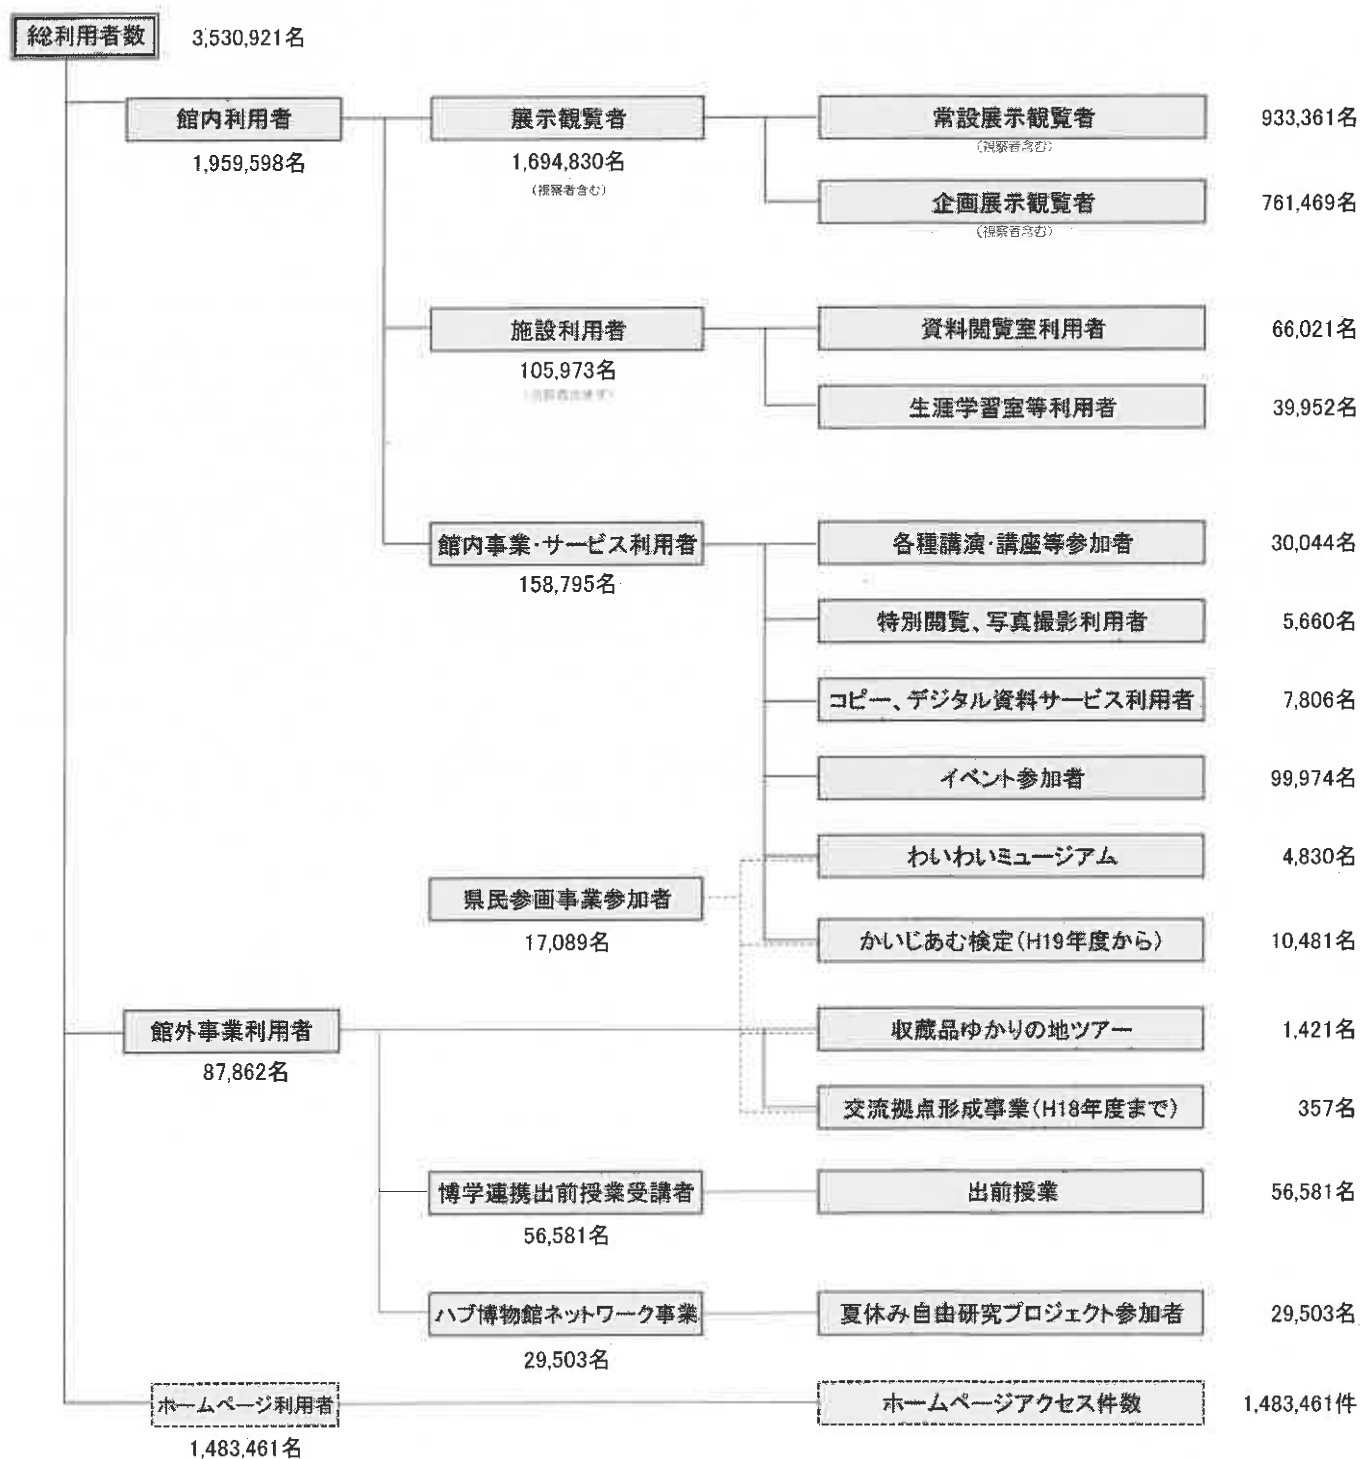 総利用者数 3,530,921名
館内利用者 展示観覧者 常設展示観覧者 933,361名
1,959,598名 1,694,830名 (視察者含む)
(視察者含む)
企画展示観覧者 761,469名
(視察者含む)
施設利用者 資料閲覧室利用者 66,021名
105,973名
生涯学習室等利用者 39,952名
館内事業・サービス利用者 各種講演・講座等参加者 30,044名
158,795名
特別閲覧、写真撮影利用者 5,660名
コピー、デジタル資料サービス利用者 7,806名
イベント参加者 99,974名
わいわいミュージアム 4,830名
県民参画事業参加者
17,089名
かいじあむ検定(H19年度から) 10,481名
館外事業利用者 収蔵品ゆかりの地ツアー 1,421名
87,862名
交流拠点形成事業(H18年度まで) 357名
博学連携出前授業受講者 出前授業 56,581名
56,581名
ハブ博物館ネットワーク事業 夏休み自由研究プロジェクト参加者 29,503名
29,503名
ホームページ利用者 ホームページアクセス件数 1,483,461件
1,483,461名